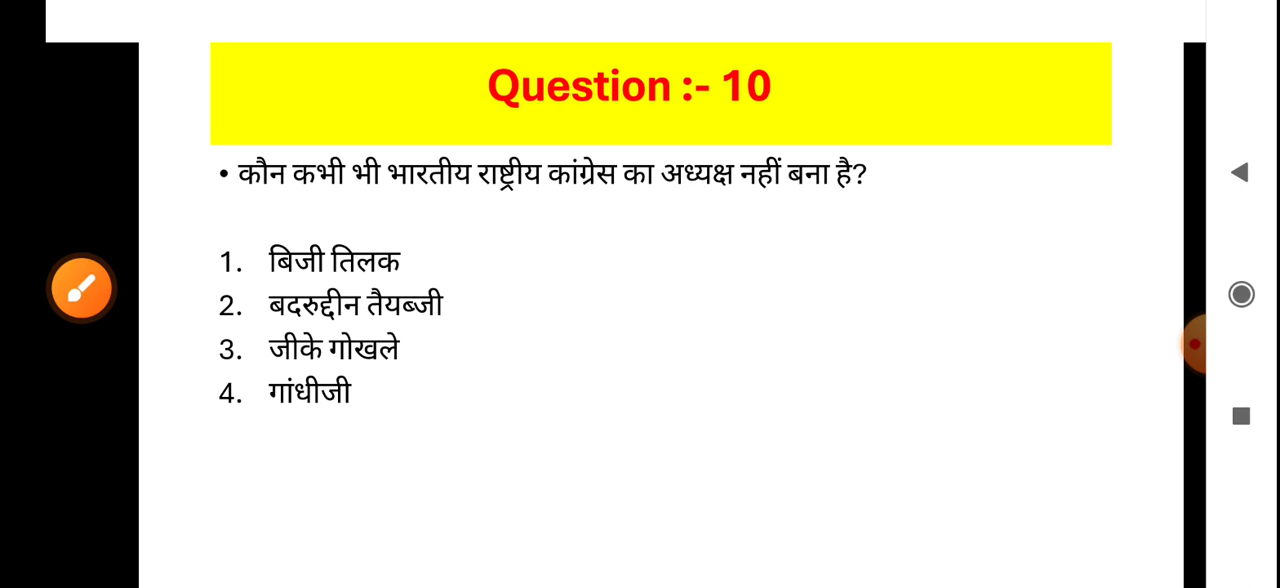 Question :- 10
• कौन कभी भी भारतीय राष्ट्रीय कांग्रेस का अध्यक्ष नहीं बना है?
1. बिजी तिलक
2. बदरुद्दीन तैयब्जी
3. जीके गोखले
4. गांधीजी